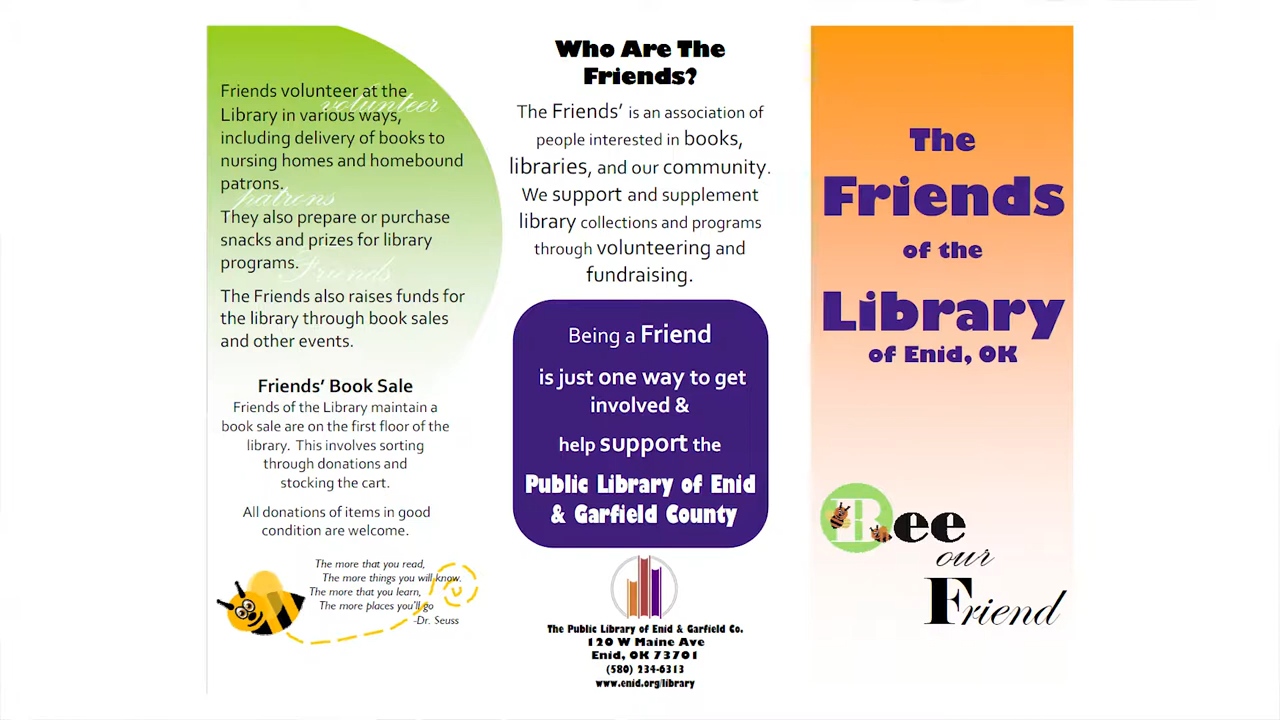 Friends volunteer at the
Library in various ways,
including delivery of books to
nursing homes and homebound
patrons.
volunteer
patrons
They also prepare or purchase
snacks and prizes for library
programs.
Friends
The Friends also raises funds for
the library through book sales
and other events.
Friends' Book Sale
Friends of the Library maintain a
book sale are on the first floor of the
library. This involves sorting
through donations and
stocking the cart.
All donations of items in good
condition are welcome.
The more that you read,
The more things you will know.
The more that you learn,
The more places you'll go
-Dr. Seuss
Who Are The
Friends?
The Friends' is an association of
people interested in books,
libraries, and our community.
We support and supplement
library collections and programs
through volunteering and
fundraising.
Being a Friend
is just one way to get
involved &
help support the
Public Library of Enid
& Garfield County
The Public Library of Enid & Garfield Co.
120 W Maine Ave
Enid, OK 73701
(580) 234-6313
www.enid.org/library
The
Friends
of the
Library
of Enid, OK
Bee
our
Friend